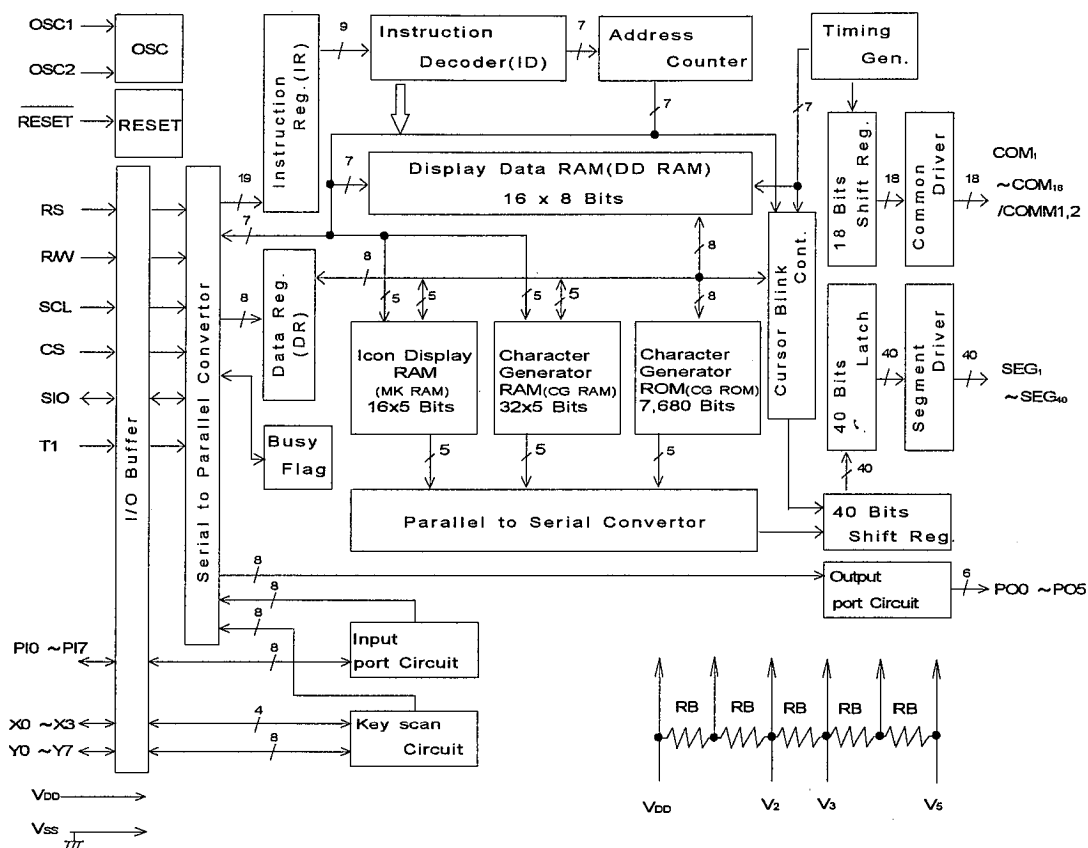 OSC1
OSC2
OSC
RESET
RESET
Instruction
Reg.(IR)
9
Instruction
Decoder(ID)
7
Address
Counter
Timing
Gen.
7
7
18 Bits
Shift Reg.
18
Common
Driver
18
COM1
~COM16
/COMM1,2
19
7
Display Data RAM(DD RAM)
16 x 8 Bits
RS
R/W
SCL
CS
SIO
T1
I/O Buffer
Serial to Parallel Convertor
7
8
Data Reg.
(DR)
8
8
5
5
5
5
8
Cursor Blink
Cont.
40 Bits
Latch
40
Segment
Driver
40
SEG1
~SEG40
Icon Display
RAM
(MK RAM)
16x5 Bits
Character
Generator
RAM(CG RAM)
32x5 Bits
Character
Generator
ROM(CG ROM)
7,680 Bits
Busy
Flag
5
5
5
40
Parallel to Serial Convertor
40 Bits
Shift Reg.
8
Output
port Circuit
6
PO0 ~PO5
8
8
PI0 ~PI7
8
Input
port Circuit
X0 ~X3
4
Key scan
Circuit
Y0 ~Y7
8
RB
RB
RB
RB
RB
VDD
VSS
VDD
V2
V3
V5